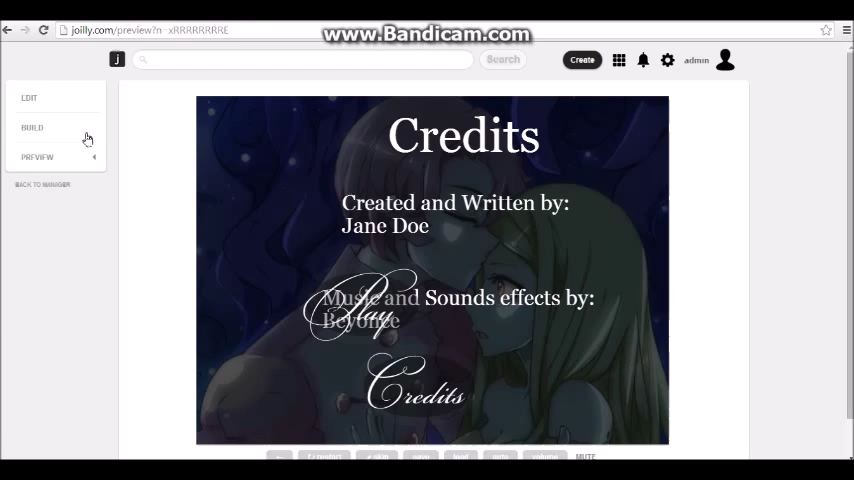 www.Bandicam.com
joilly.com/preview?n=xRRRRRRRRE
j
Search
Create
admin
EDIT
BUILD
PREVIEW
BACK TO MANAGER
Credits
Created and Written by:
Jane Doe
Music and Sounds effects by:
Beyonce
Play
Credits
MUTE